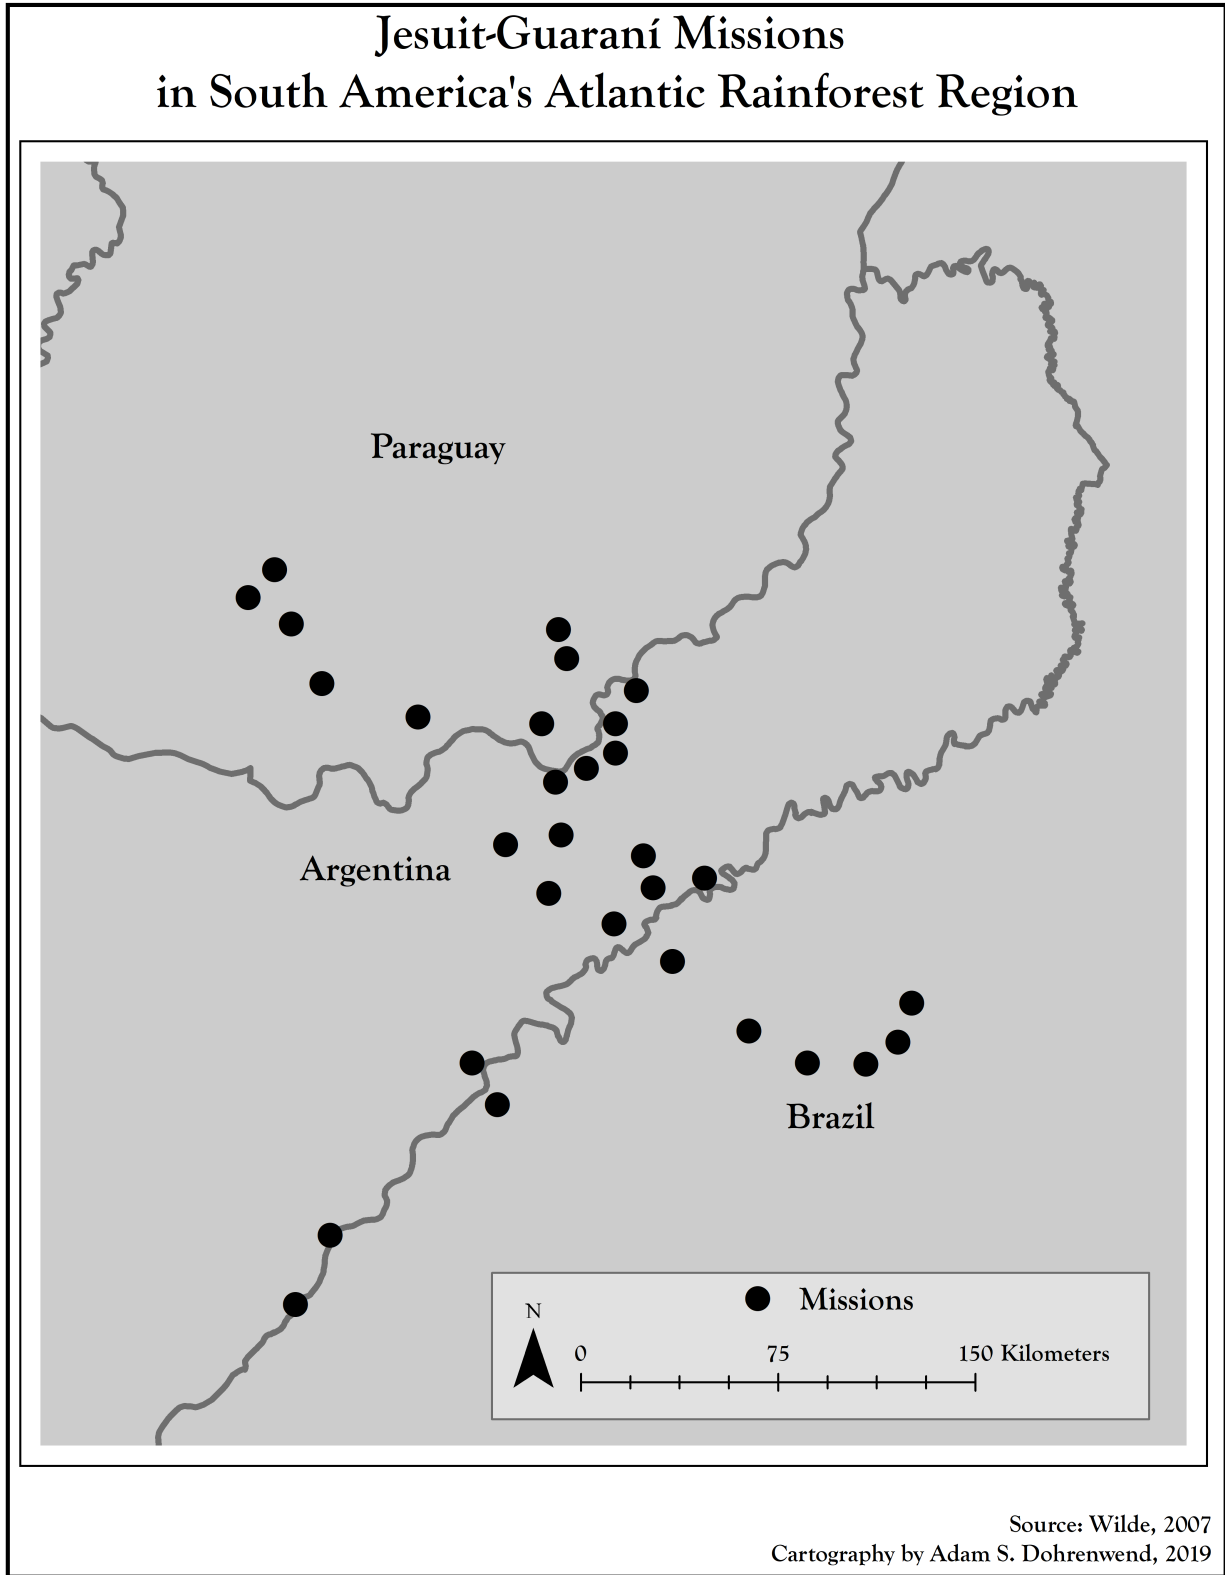 Jesuit-Guaraní Missions
in South America's Atlantic Rainforest Region
Paraguay
Argentina
Brazil
Missions
N
0 75 150 Kilometers
Source: Wilde, 2007
Cartography by Adam S. Dohrenwend, 2019